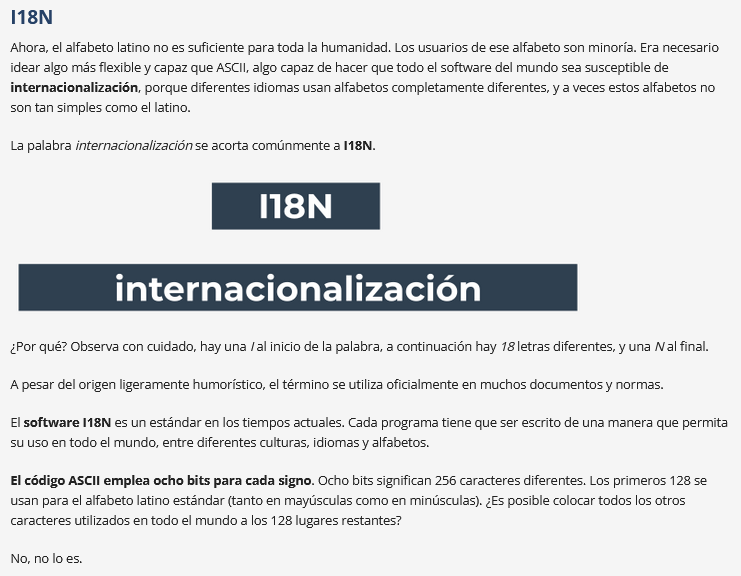 I18N
Ahora, el alfabeto latino no es suficiente para toda la humanidad. Los usuarios de ese alfabeto son minoría. Era necesario
idear algo más flexible y capaz que ASCII, algo capaz de hacer que todo el software del mundo sea susceptible de
internacionalización, porque diferentes idiomas usan alfabetos completamente diferentes, y a veces estos alfabetos no
son tan simples como el latino.
La palabra internacionalización se acorta comúnmente a I18N.
I18N
internacionalización
¿Por qué? Observa con cuidado, hay una I al inicio de la palabra, a continuación hay 18 letras diferentes, y una N al final.
A pesar del origen ligeramente humorístico, el término se utiliza oficialmente en muchos documentos y normas.
El software I18N es un estándar en los tiempos actuales. Cada programa tiene que ser escrito de una manera que permita
su uso en todo el mundo, entre diferentes culturas, idiomas y alfabetos.
El código ASCII emplea ocho bits para cada signo. Ocho bits significan 256 caracteres diferentes. Los primeros 128 se
usan para el alfabeto latino estándar (tanto en mayúsculas como en minúsculas). ¿Es posible colocar todos los otros
caracteres utilizados en todo el mundo a los 128 lugares restantes?
No, no lo es.